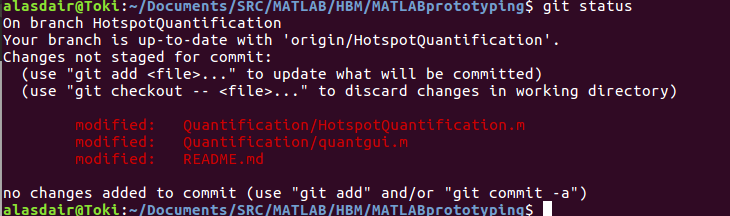 alasdair@Toki:~/Documents/SRC/MATLAB/HBM/MATLABprototyping$ git status
On branch HotspotQuantification
Your branch is up-to-date with 'origin/HotspotQuantification'.
Changes not staged for commit:
  (use "git add <file>..." to update what will be committed)
  (use "git checkout -- <file>..." to discard changes in working directory)
        modified:   Quantification/HotspotQuantification.m
        modified:   Quantification/quantgui.m
        modified:   README.md
no changes added to commit (use "git add" and/or "git commit -a")
alasdair@Toki:~/Documents/SRC/MATLAB/HBM/MATLABprototyping$